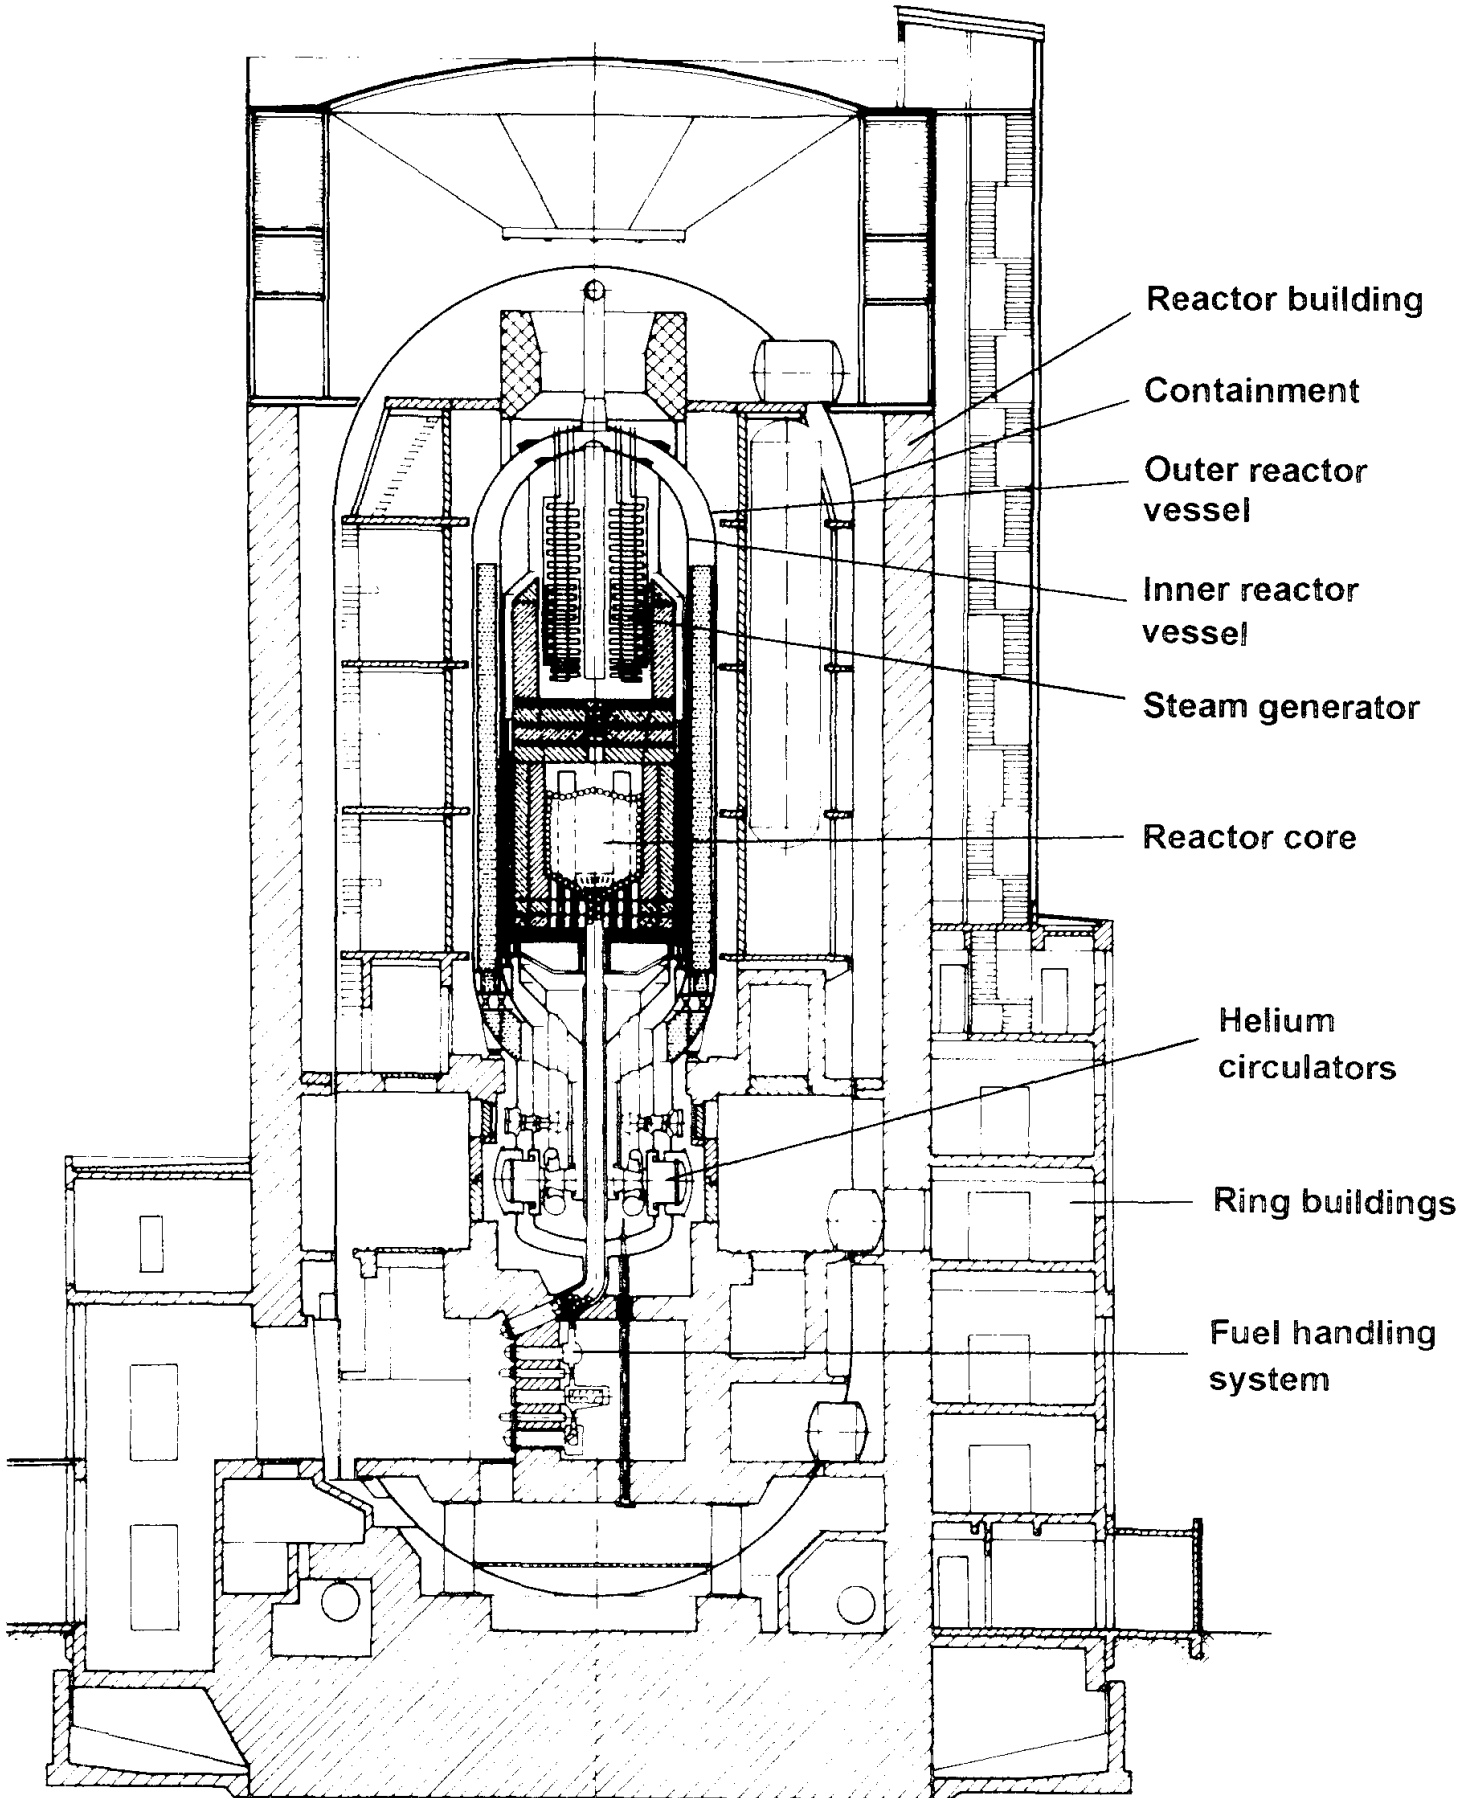 Reactor building
Containment
Outer reactor
vessel
Inner reactor
vessel
Steam generator
Reactor core
Helium
circulators
Ring buildings
Fuel handling
system